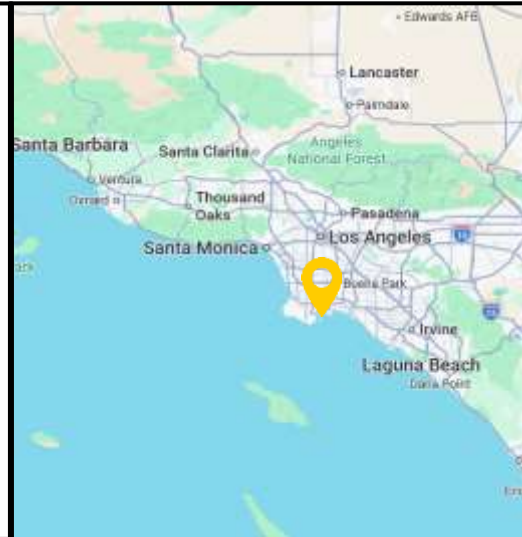 Edwards AFB
Lancaster
Palmdale
Santa Barbara
Santa Clarita
Angeles
National Forest
Ventura
Oxnard
Thousand
Oaks
Pasadena
Los Angeles
Santa Monica
Buena Park
Irvine
Laguna Beach
Dana Point